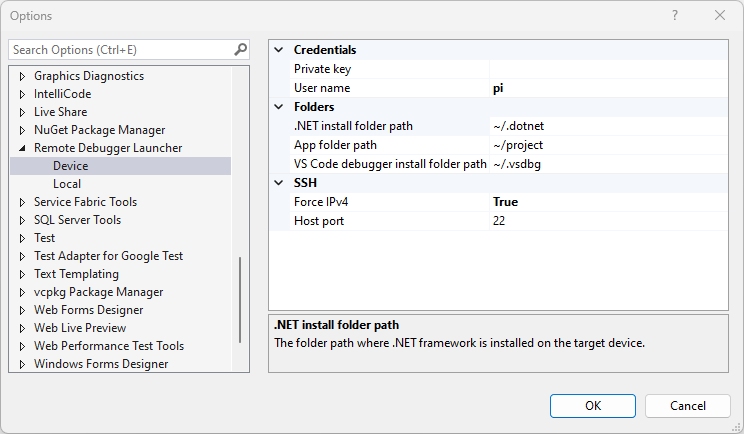 Options
?
Search Options (Ctrl+E)
Graphics Diagnostics
IntelliCode
Live Share
NuGet Package Manager
Remote Debugger Launcher
Device
Local
Service Fabric Tools
SQL Server Tools
Test
Test Adapter for Google Test
Text Templating
vcpkg Package Manager
Web Forms Designer
Web Live Preview
Web Performance Test Tools
Windows Forms Designer
Credentials
Private key
User name pi
Folders
.NET install folder path ~/.dotnet
App folder path ~/project
VS Code debugger install folder path ~/.vsdbg
SSH
Force IPv4 True
Host port 22
.NET install folder path
The folder path where .NET framework is installed on the target device.
OK Cancel